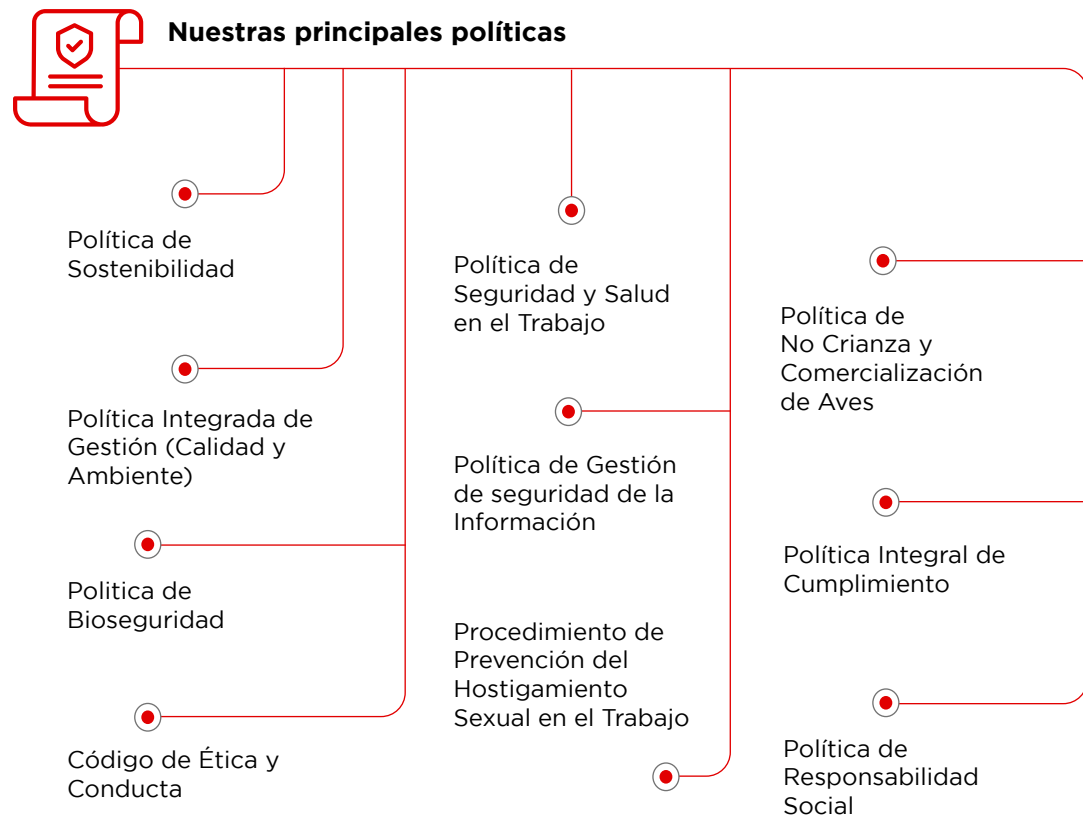 Nuestras principales políticas
Política de
Sostenibilidad
Política Integrada de
Gestión (Calidad y
Ambiente)
Politica de
Bioseguridad
Código de Ética y
Conducta
Política de
Seguridad y Salud
en el Trabajo
Política de Gestión
de seguridad de la
Información
Procedimiento de
Prevención del
Hostigamiento
Sexual en el Trabajo
Política de
No Crianza y
Comercialización
de Aves
Política Integral de
Cumplimiento
Política de
Responsabilidad
Social